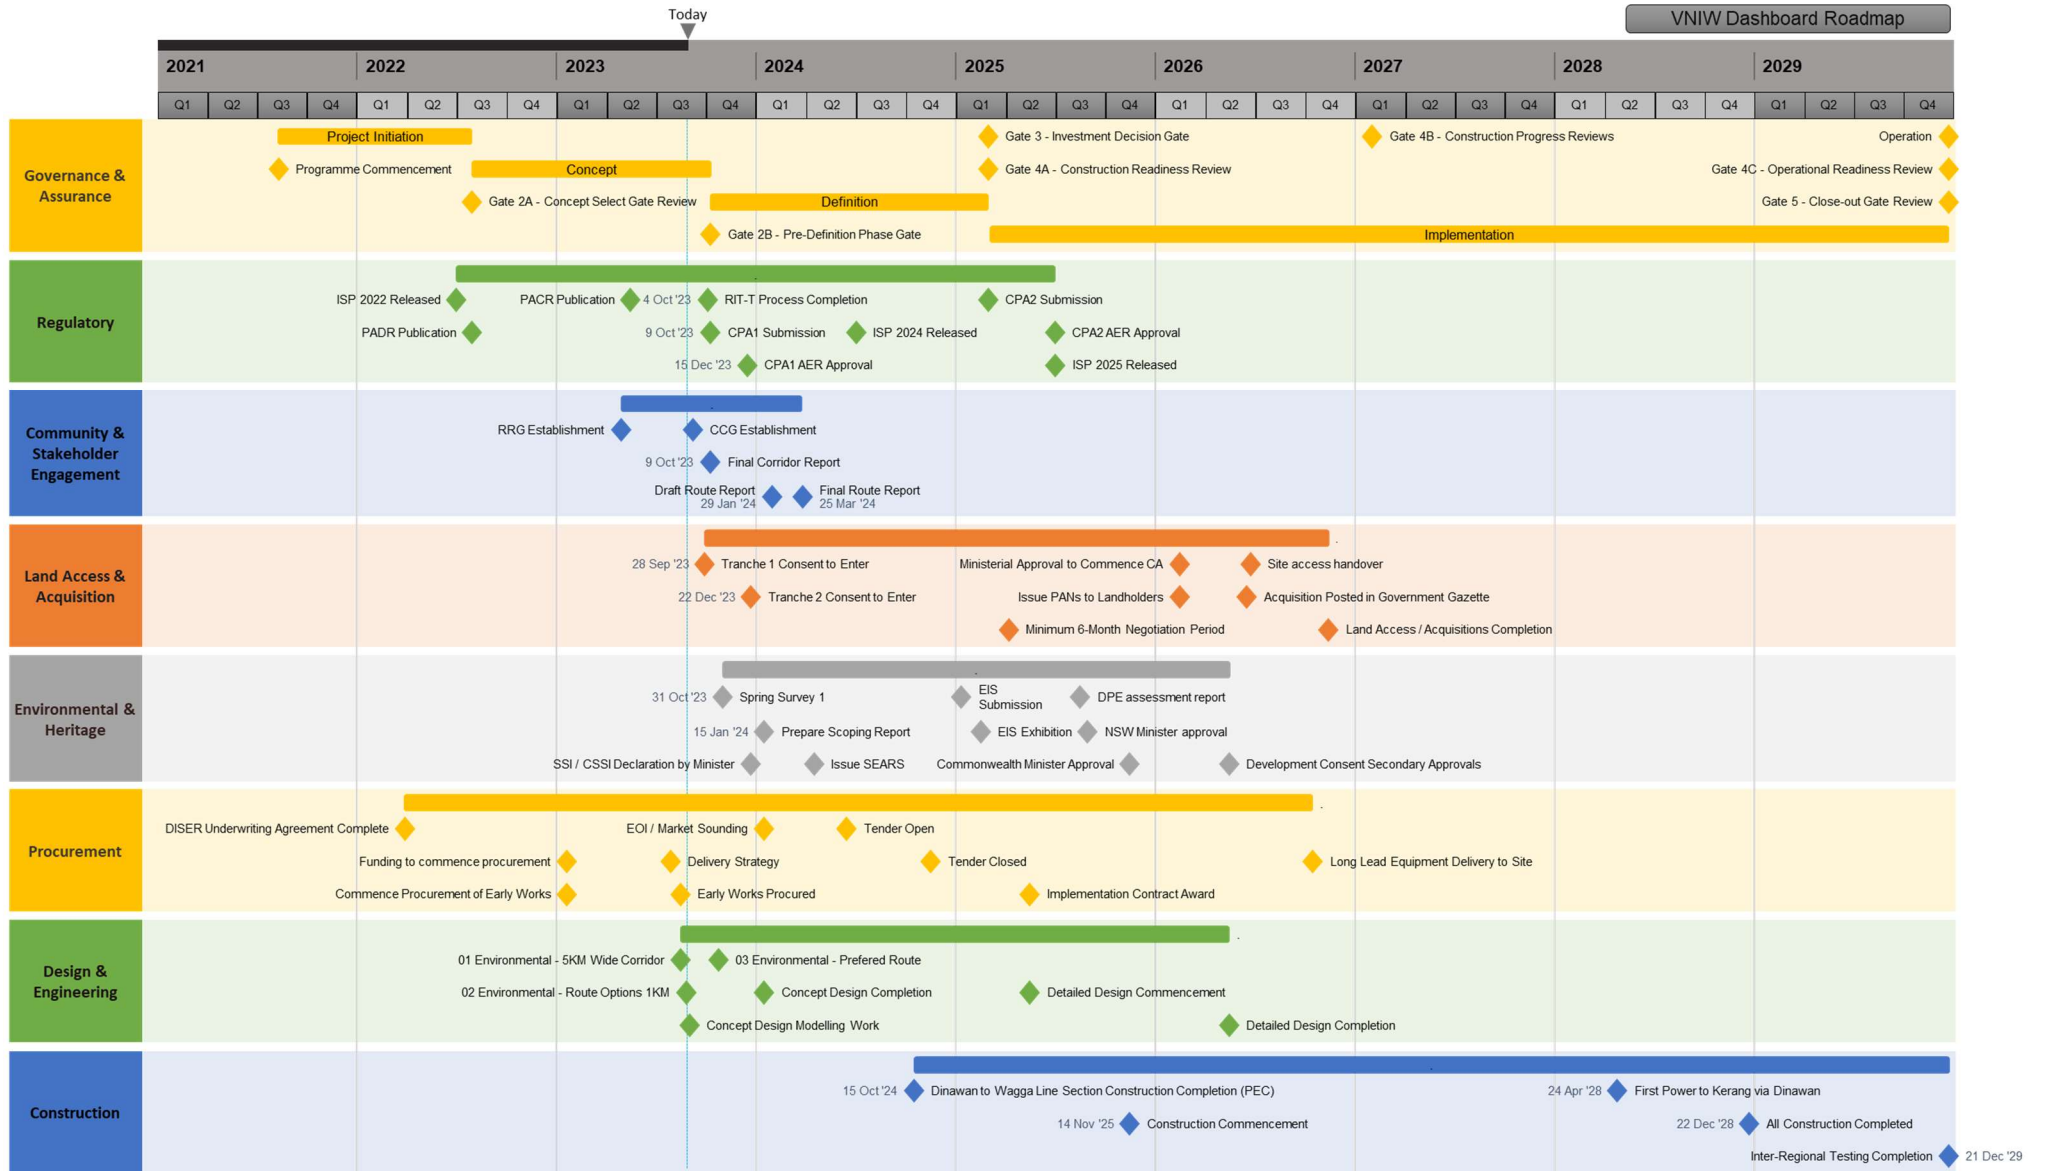 Today
VNIW Dashboard Roadmap
2021 2022 2023 2024 2025 2026 2027 2028 2029
Q1 Q2 Q3 Q4 Q1 Q2 Q3 Q4 Q1 Q2 Q3 Q4 Q1 Q2 Q3 Q4 Q1 Q2 Q3 Q4 Q1 Q2 Q3 Q4 Q1 Q2 Q3 Q4 Q1 Q2 Q3 Q4 Q1 Q2 Q3 Q4
Governance &
Assurance
Project Initiation
Gate 3 - Investment Decision Gate
Gate 4B - Construction Progress Reviews
Operation
Programme Commencement
Concept
Gate 4A - Construction Readiness Review
Gate 4C - Operational Readiness Review
Gate 2A - Concept Select Gate Review
Definition
Gate 5 - Close-out Gate Review
Gate 2B - Pre-Definition Phase Gate
Implementation
Regulatory
ISP 2022 Released
PACR Publication
4 Oct '23
RIT-T Process Completion
CPA2 Submission
PADR Publication
9 Oct '23
CPA1 Submission
ISP 2024 Released
CPA2 AER Approval
15 Dec '23
CPA1 AER Approval
ISP 2025 Released
Community &
Stakeholder
Engagement
RRG Establishment
CCG Establishment
9 Oct '23
Final Corridor Report
Draft Route Report
29 Jan '24
Final Route Report
25 Mar '24
Land Access &
Acquisition
28 Sep '23
Tranche 1 Consent to Enter
Ministerial Approval to Commence CA
Site access handover
22 Dec '23
Tranche 2 Consent to Enter
Issue PANs to Landholders
Acquisition Posted in Government Gazette
Minimum 6-Month Negotiation Period
Land Access / Acquisitions Completion
Environmental &
Heritage
31 Oct '23
Spring Survey 1
EIS
Submission
DPE assessment report
15 Jan '24
Prepare Scoping Report
EIS Exhibition
NSW Minister approval
SSI / CSSI Declaration by Minister
Issue SEARS
Commonwealth Minister Approval
Development Consent Secondary Approvals
Procurement
DISER Underwriting Agreement Complete
EOI / Market Sounding
Tender Open
Funding to commence procurement
Delivery Strategy
Tender Closed
Long Lead Equipment Delivery to Site
Commence Procurement of Early Works
Early Works Procured
Implementation Contract Award
Design &
Engineering
01 Environmental - 5KM Wide Corridor
03 Environmental - Prefered Route
02 Environmental - Route Options 1KM
Concept Design Completion
Detailed Design Commencement
Concept Design Modelling Work
Detailed Design Completion
Construction
15 Oct '24
Dinawan to Wagga Line Section Construction Completion (PEC)
24 Apr '28
First Power to Kerang via Dinawan
14 Nov '25
Construction Commencement
22 Dec '28
All Construction Completed
Inter-Regional Testing Completion
21 Dec '29